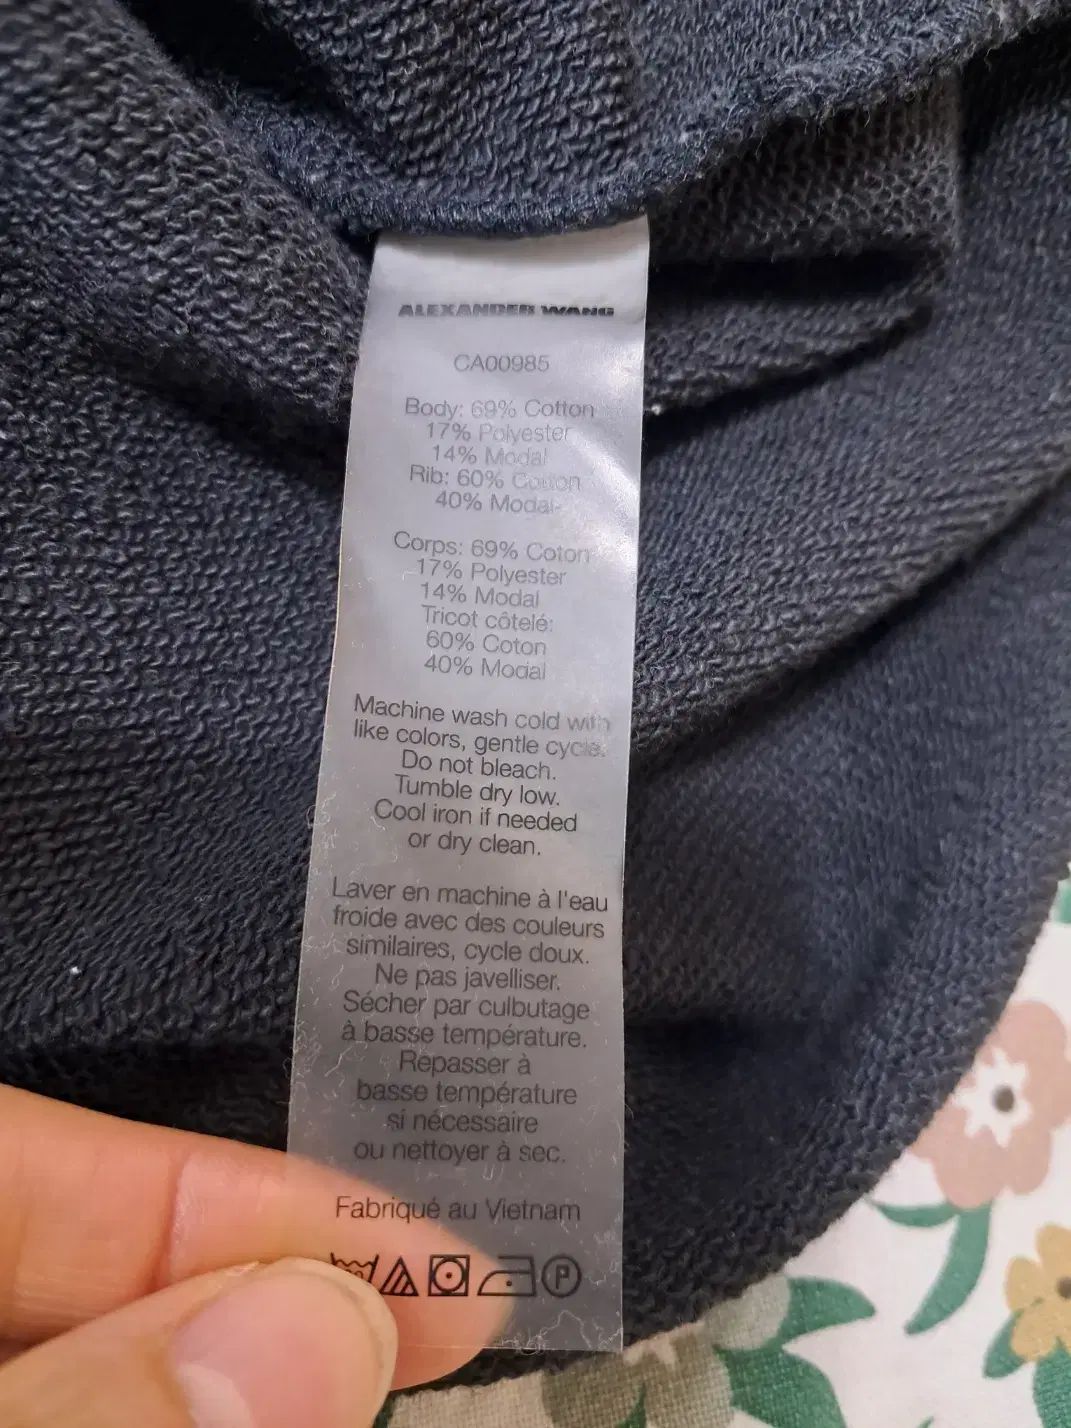 ALEXANDER WANG
CA00985
Body: 69% Cotton
17% Polyester
14% Modal
Rib: 60% Cotton
40% Modal
Corps: 69% Coton
17% Polyester
14% Modal
Tricot côtelé:
60% Coton
40% Modal
Machine wash cold with
like colors, gentle cycle.
Do not bleach.
Tumble dry low.
Cool iron if needed
or dry clean.
Laver en machine à l'eau
froide avec des couleurs
similaires, cycle doux.
Ne pas javelliser.
Sécher par culbutage
à basse température.
Repasser à
basse température
si nécessaire
ou nettoyer à sec.
Fabriqué au Vietnam
P